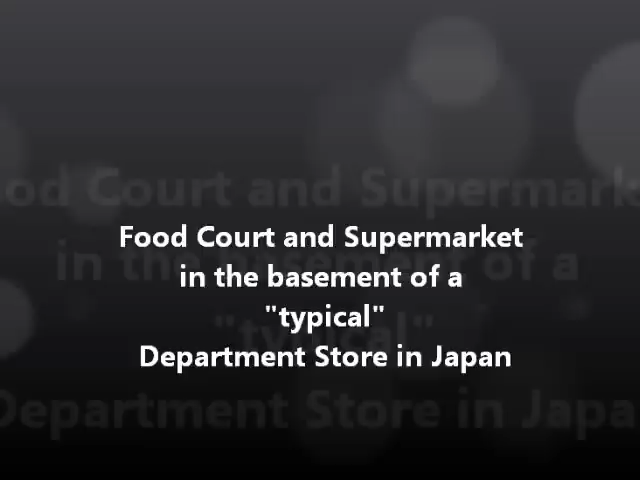 Food Court and Supermarket
in the basement of a
"typical"
Department Store in Japan